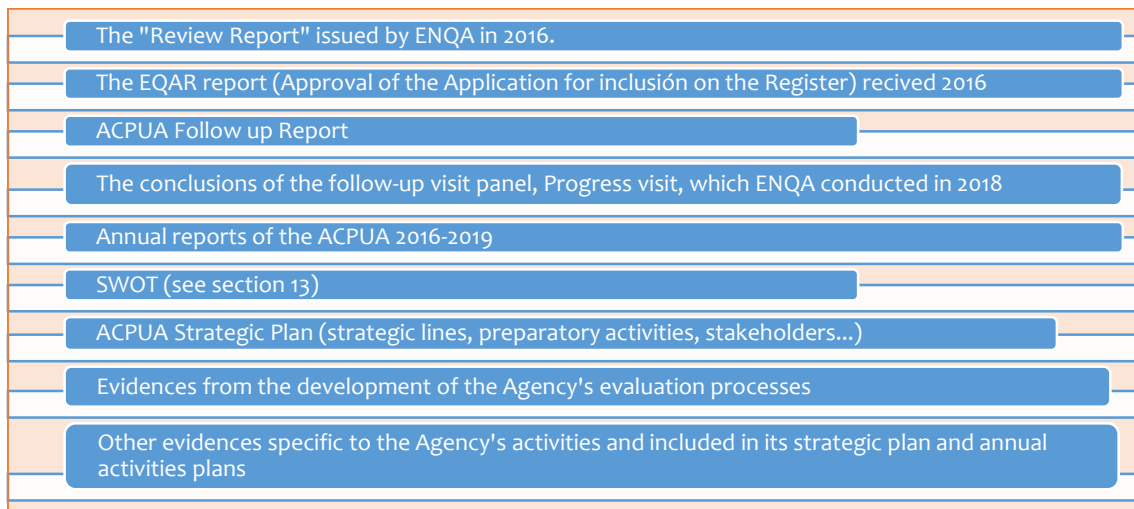 The "Review Report" issued by ENQA in 2016.
The EQAR report (Approval of the Application for inclusión on the Register) recived 2016
ACPUA Follow up Report
The conclusions of the follow-up visit panel, Progress visit, which ENQA conducted in 2018
Annual reports of the ACPUA 2016-2019
SWOT (see section 13)
ACPUA Strategic Plan (strategic lines, preparatory activities, stakeholders...)
Evidences from the development of the Agency's evaluation processes
Other evidences specific to the Agency's activities and included in its strategic plan and annual
activities plans